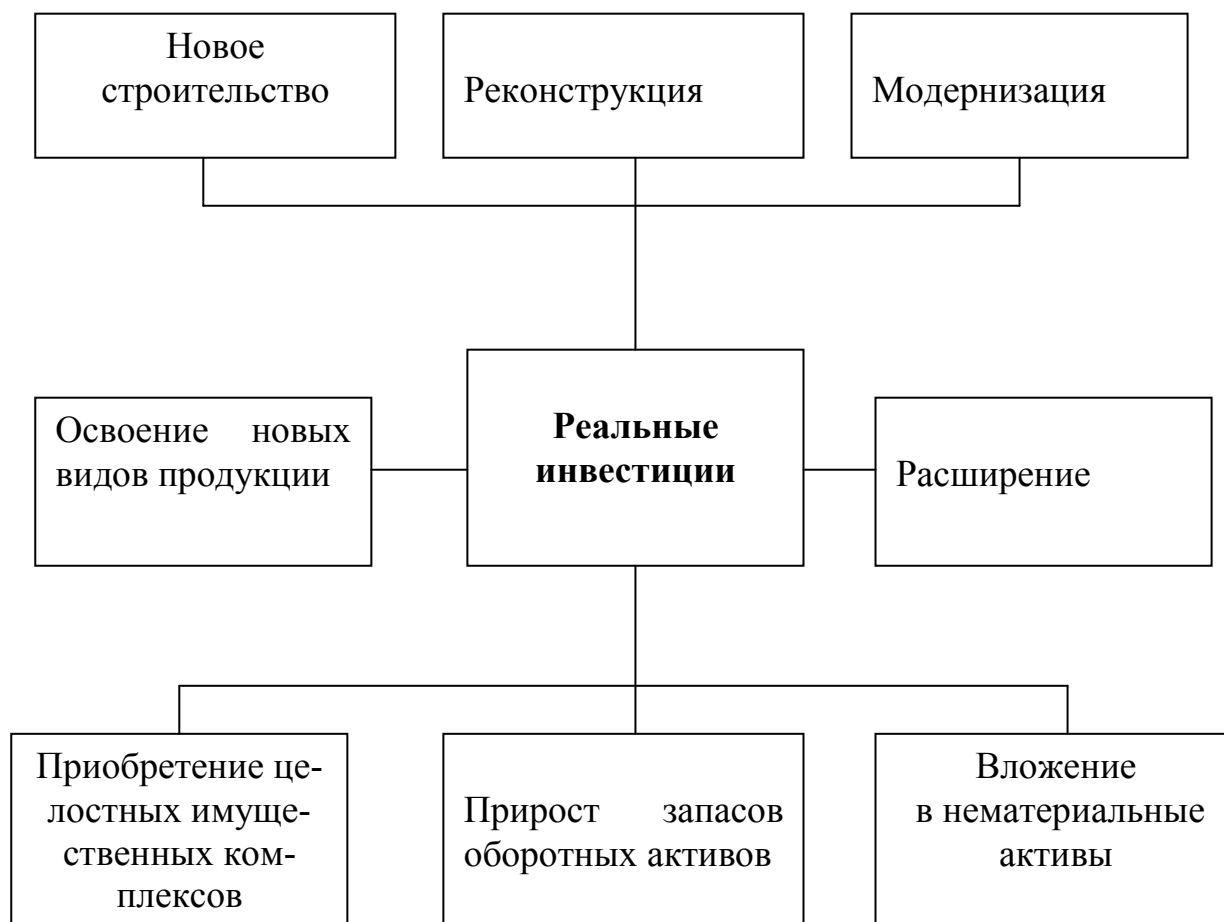 Новое
строительство
Реконструкция
Модернизация
Освоение новых
видов продукции
Реальные
инвестиции
Расширение
Приобретение це-
лостных имуще-
ственных ком-
плексов
Прирост запасов
оборотных активов
Вложение
в нематериальные
активы